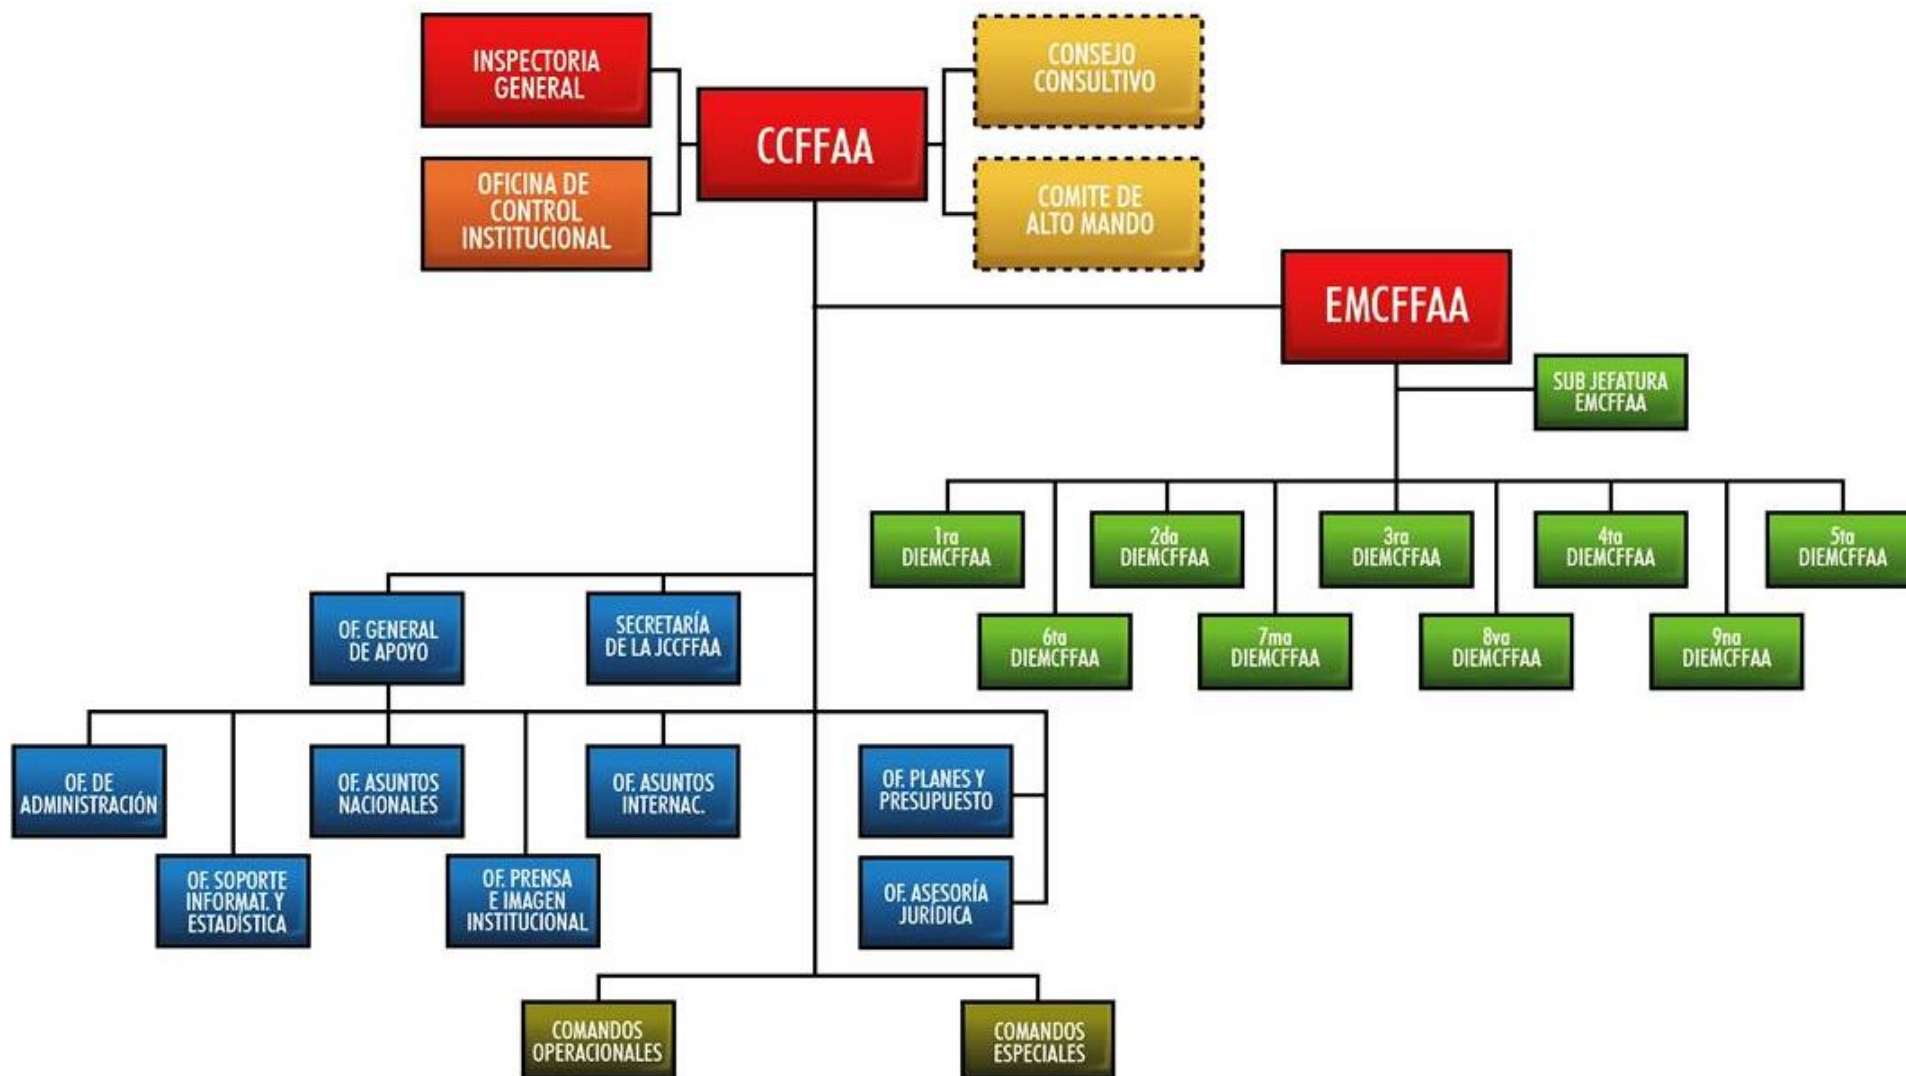 INSPECTORIA
GENERAL
CONSEJO
CONSULTIVO
CCFFAA
OFICINA DE
CONTROL
INSTITUCIONAL
COMITE DE
ALTO MANDO
EMCFFAA
SUB JEFATURA
EMCFFAA
1ra
DIEMCFFAA
2da
DIEMCFFAA
3ra
DIEMCFFAA
4ta
DIEMCFFAA
5ta
DIEMCFFAA
6ta
DIEMCFFAA
7ma
DIEMCFFAA
8va
DIEMCFFAA
9na
DIEMCFFAA
OF. GENERAL
DE APOYO
SECRETARÍA
DE LA JCCFFAA
OF. DE
ADMINISTRACIÓN
OF. ASUNTOS
NACIONALES
OF. ASUNTOS
INTERNAC.
OF. PLANES Y
PRESUPUESTO
OF. SOPORTE
INFORMAT. Y
ESTADÍSTICA
OF. PRENSA
E IMAGEN
INSTITUCIONAL
OF. ASESORÍA
JURÍDICA
COMANDOS
OPERACIONALES
COMANDOS
ESPECIALES